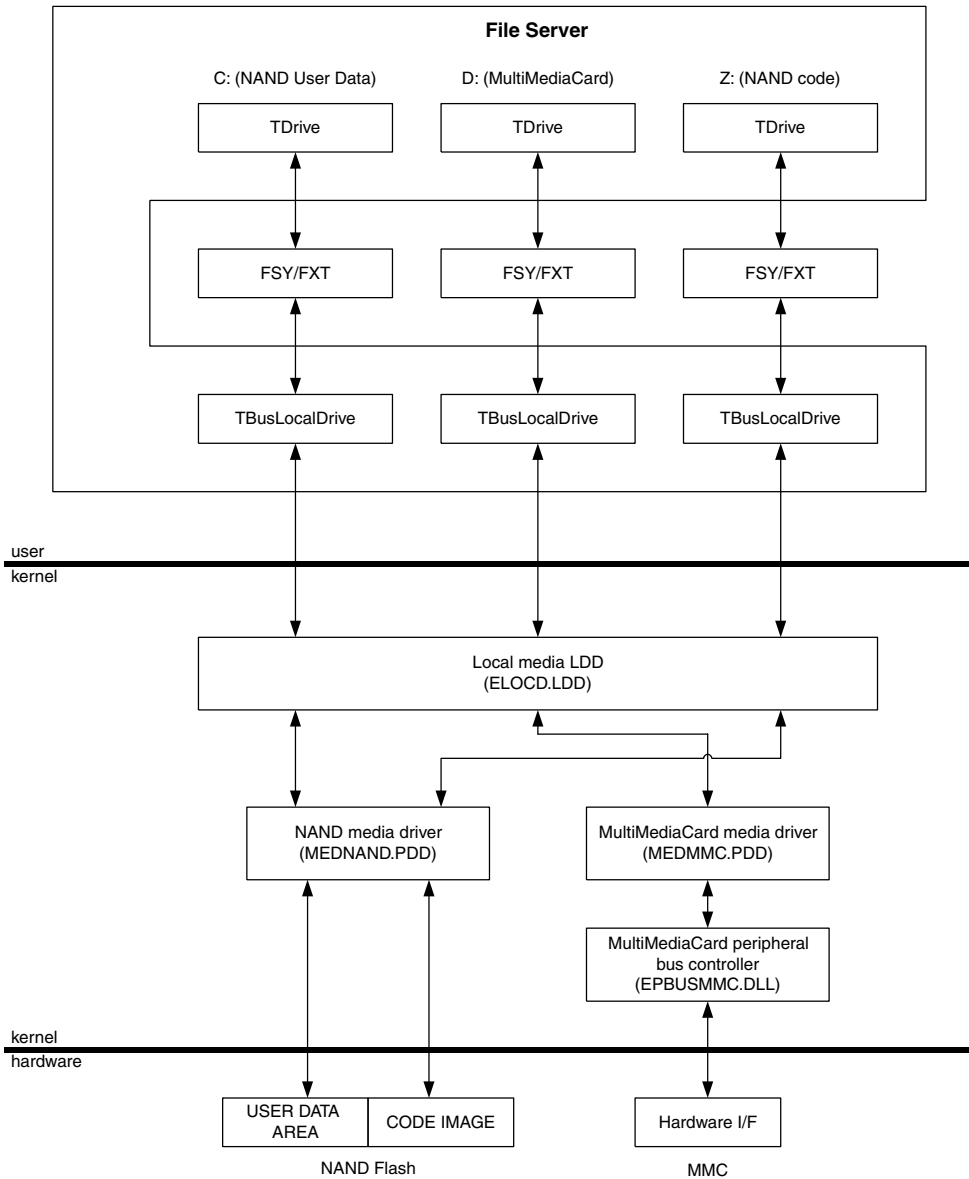 File Server
C: (NAND User Data)
D: (MultiMediaCard)
Z: (NAND code)
TDrive
TDrive
TDrive
FSY/FXT
FSY/FXT
FSY/FXT
TBusLocalDrive
TBusLocalDrive
TBusLocalDrive
user
kernel
Local media LDD
(ELOCD.LDD)
NAND media driver
(MEDNAND.PDD)
MultiMediaCard media driver
(MEDMMC.PDD)
MultiMediaCard peripheral
bus controller
(EPBUSMMC.DLL)
kernel
hardware
USER DATA
AREA
CODE IMAGE
Hardware I/F
NAND Flash
MMC